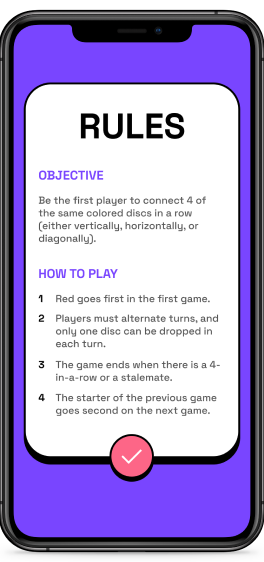 RULES
OBJECTIVE
Be the first player to connect 4 of
the same colored discs in a row
(either vertically, horizontally, or
diagonally).
HOW TO PLAY
1 Red goes first in the first game.
2 Players must alternate turns, and
only one disc can be dropped in
each turn.
3 The game ends when there is a 4-
in-a-row or a stalemate.
4 The starter of the previous game
goes second on the next game.